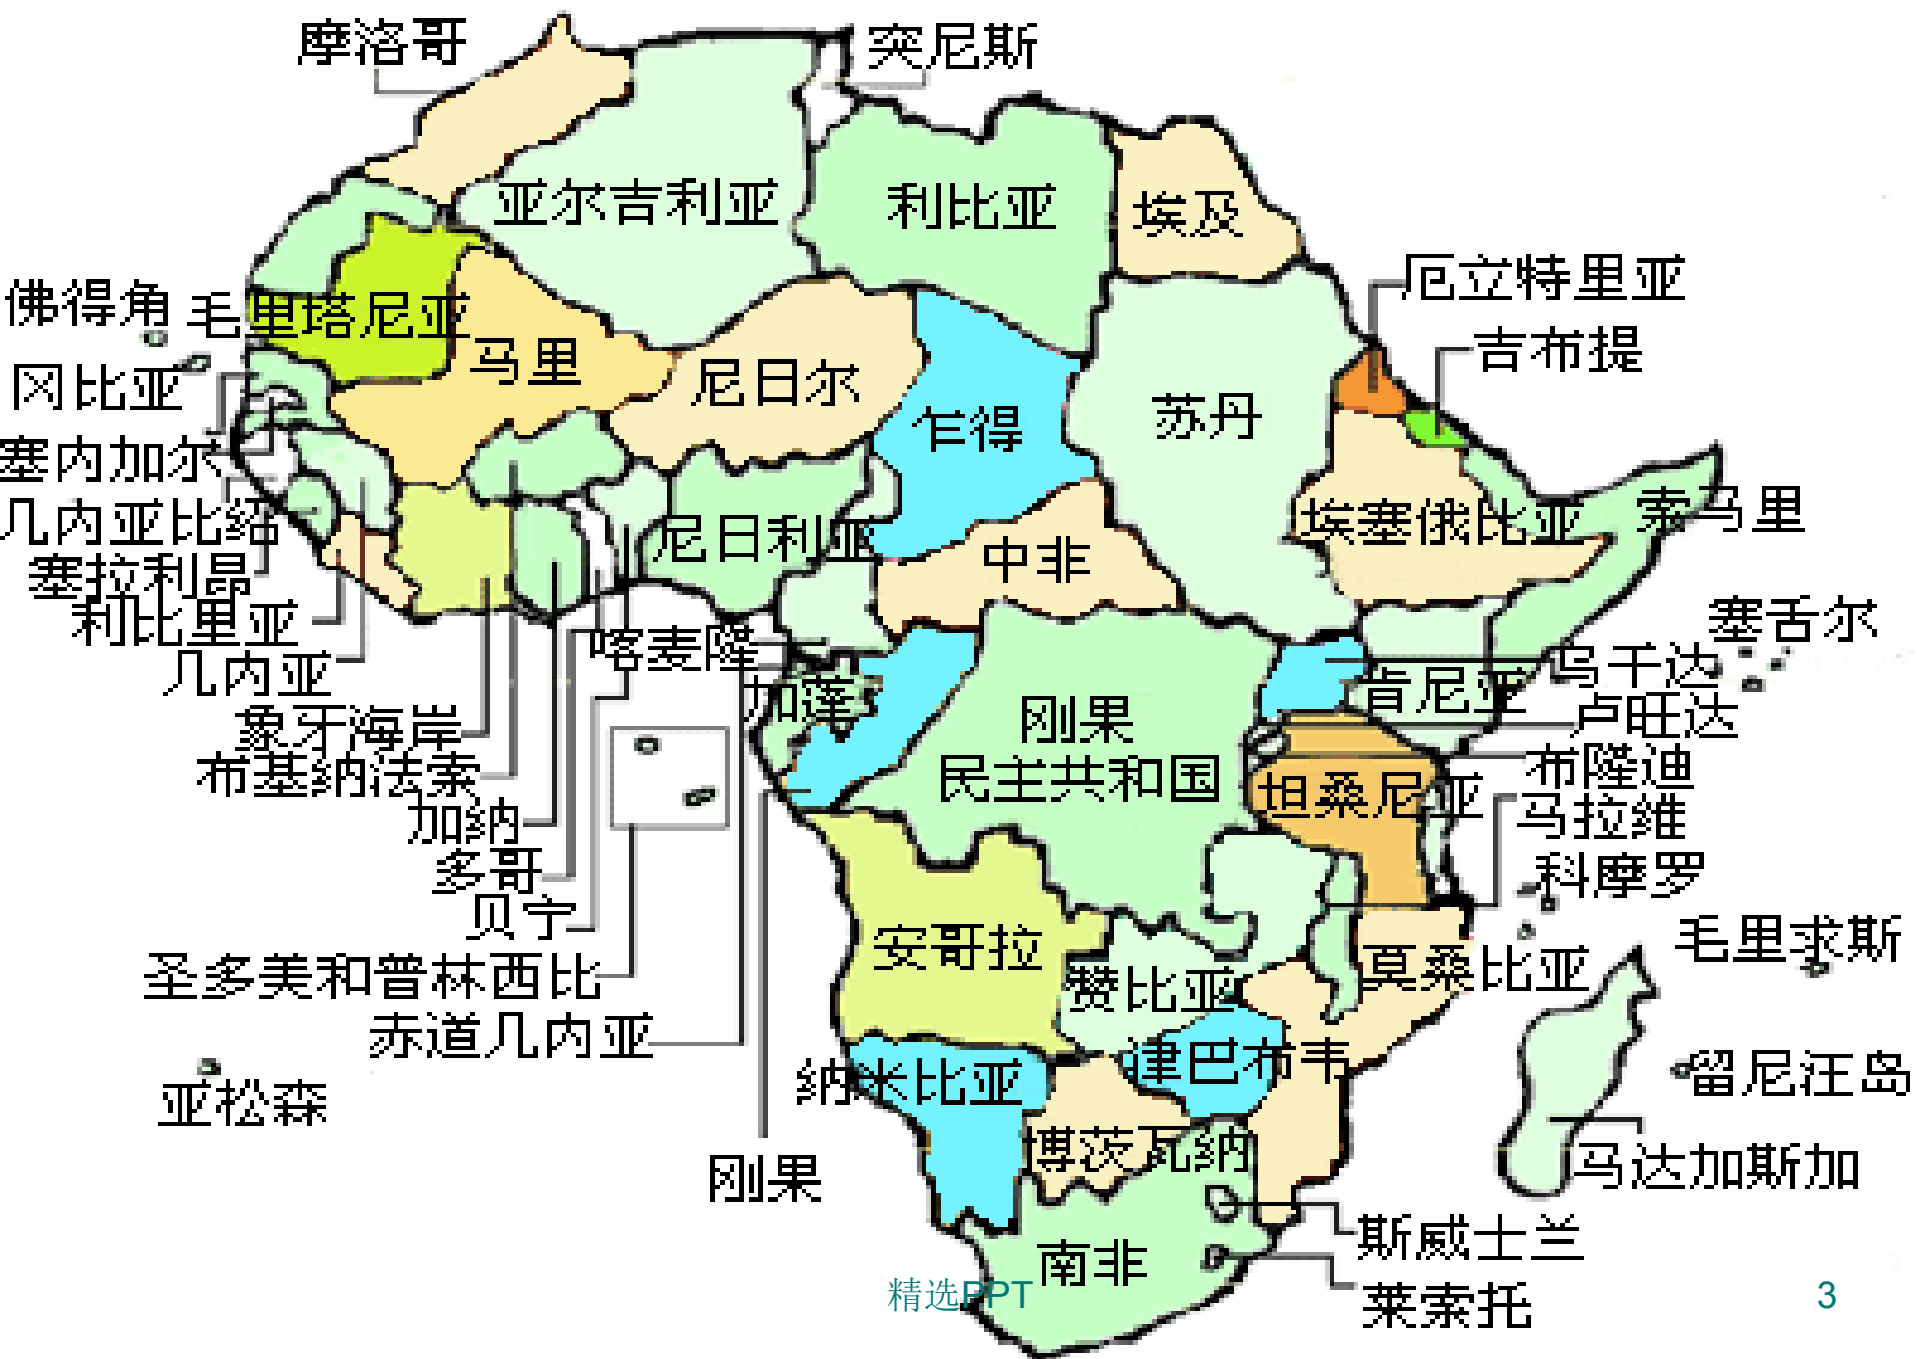 摩洛哥
突尼斯
亚尔吉利亚
利比亚
埃及
厄立特里亚
佛得角
毛里塔尼亚
吉布提
马里
尼日尔
冈比亚
乍得
苏丹
塞内加尔
几内亚比绍
尼日利亚
埃塞俄比亚
索马里
中非
塞拉利昂
利比里亚
塞舌尔
喀麦隆
几内亚
乌干达
加蓬
肯尼亚
刚果
民主共和国
卢旺达
象牙海岸
布基纳法索
布隆迪
坦桑尼亚
加纳
马拉维
多哥
科摩罗
贝宁
安哥拉
毛里求斯
圣多美和普林西比
赞比亚
莫桑比亚
赤道几内亚
津巴布韦
纳米比亚
留尼汪岛
亚松森
博茨瓦纳
刚果
马达加斯加
斯威士兰
南非
莱索托
精选PPT
3